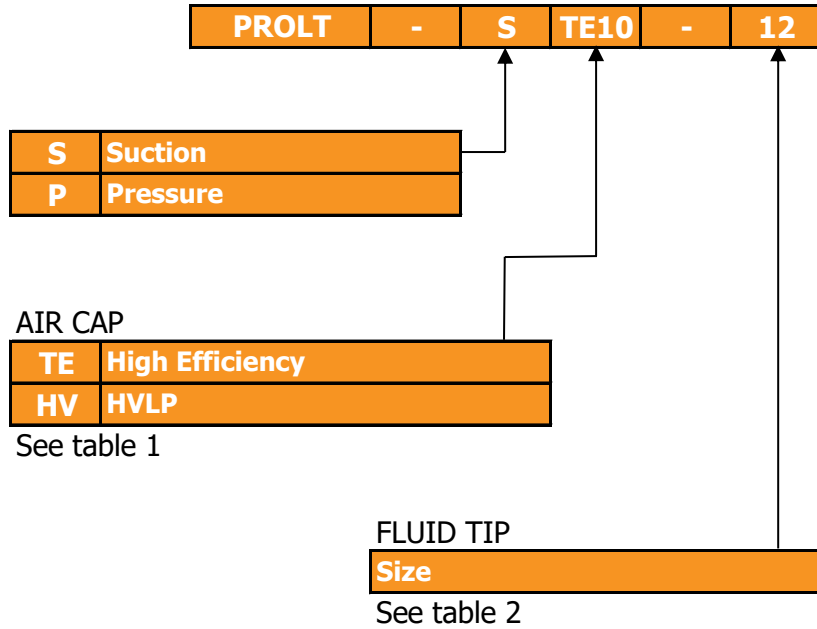 PROLT - S TE10 - 12
S Suction
P Pressure
AIR CAP
TE High Efficiency
HV HVLP
See table 1
FLUID TIP
Size
See table 2